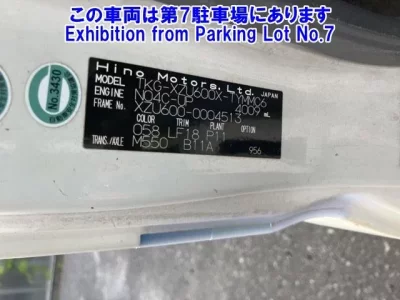 この車両は第7駐車場にあります
Exhibition from Parking Lot No.7
No.3430
Hino Motors, Ltd. JAPAN
MODEL TKG-XZU600X-TYMMD6
ENGINE N04C-UP 4009 mL
FRAME No. XZU600-0004513
COLOR TRIM PLANT
058 LF18 P11
TRANS./AXLE M550 B11A 956